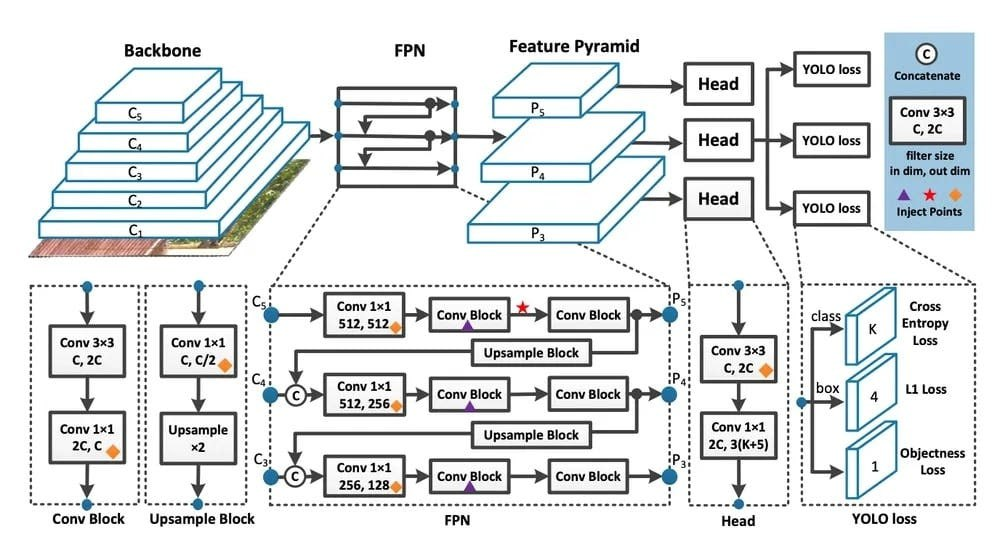 Backbone
FPN
Feature Pyramid
C5
C4
C3
C2
C1
P5
P4
P3
Head
Head
Head
YOLO loss
YOLO loss
YOLO loss
C
Concatenate
Conv 3×3
C, 2C
filter size
in dim, out dim
Inject Points
Conv 3×3
C, 2C
Conv 1×1
2C, C
Conv Block
Conv 1×1
C, C/2
Upsample
×2
Upsample Block
C5
Conv 1×1
512, 512
Conv Block
Conv Block
P5
Upsample Block
C4
C
Conv 1×1
512, 256
Conv Block
Conv Block
P4
Upsample Block
C3
C
Conv 1×1
256, 128
Conv Block
Conv Block
P3
FPN
Conv 3×3
C, 2C
Conv 1×1
2C, 3(K+5)
Head
class
K
Cross
Entropy
Loss
box
4
L1 Loss
1
Objectness
Loss
YOLO loss